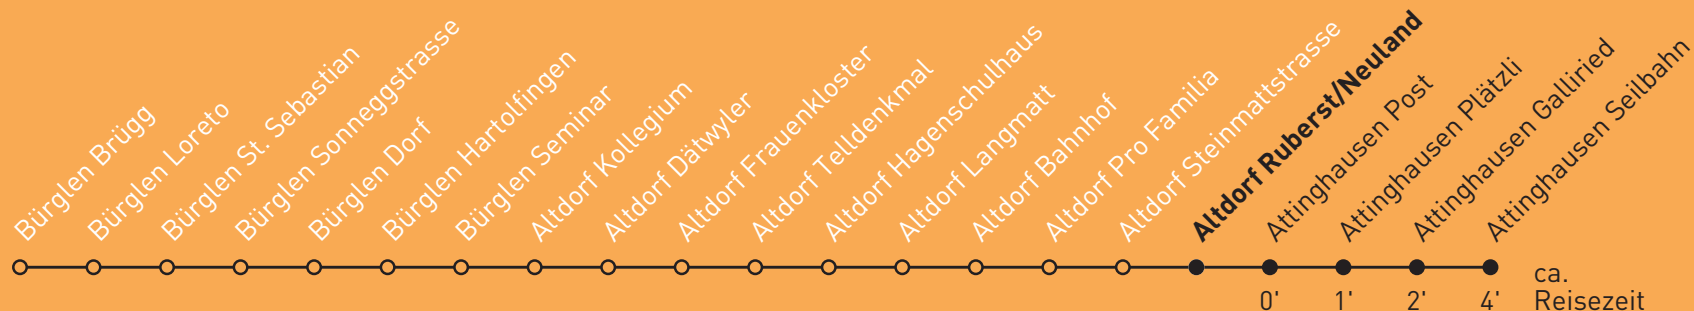 Bürglen Brügg
Bürglen Loreto
Bürglen St. Sebastian
Bürglen Sonneggstrasse
Bürglen Dorf
Bürglen Hartolfingen
Bürglen Seminar
Altdorf Kollegium
Altdorf Dätwyler
Altdorf Frauenkloster
Altdorf Telldenkmal
Altdorf Hagenschulhaus
Altdorf Langmatt
Altdorf Bahnhof
Altdorf Pro Familia
Altdorf Steinmattstrasse
Altdorf Ruberst/Neuland
Attinghausen Post
Attinghausen Plätzli
Attinghausen Galliried
Attinghausen Seilbahn
ca.
0' 1' 2' 4' Reisezeit